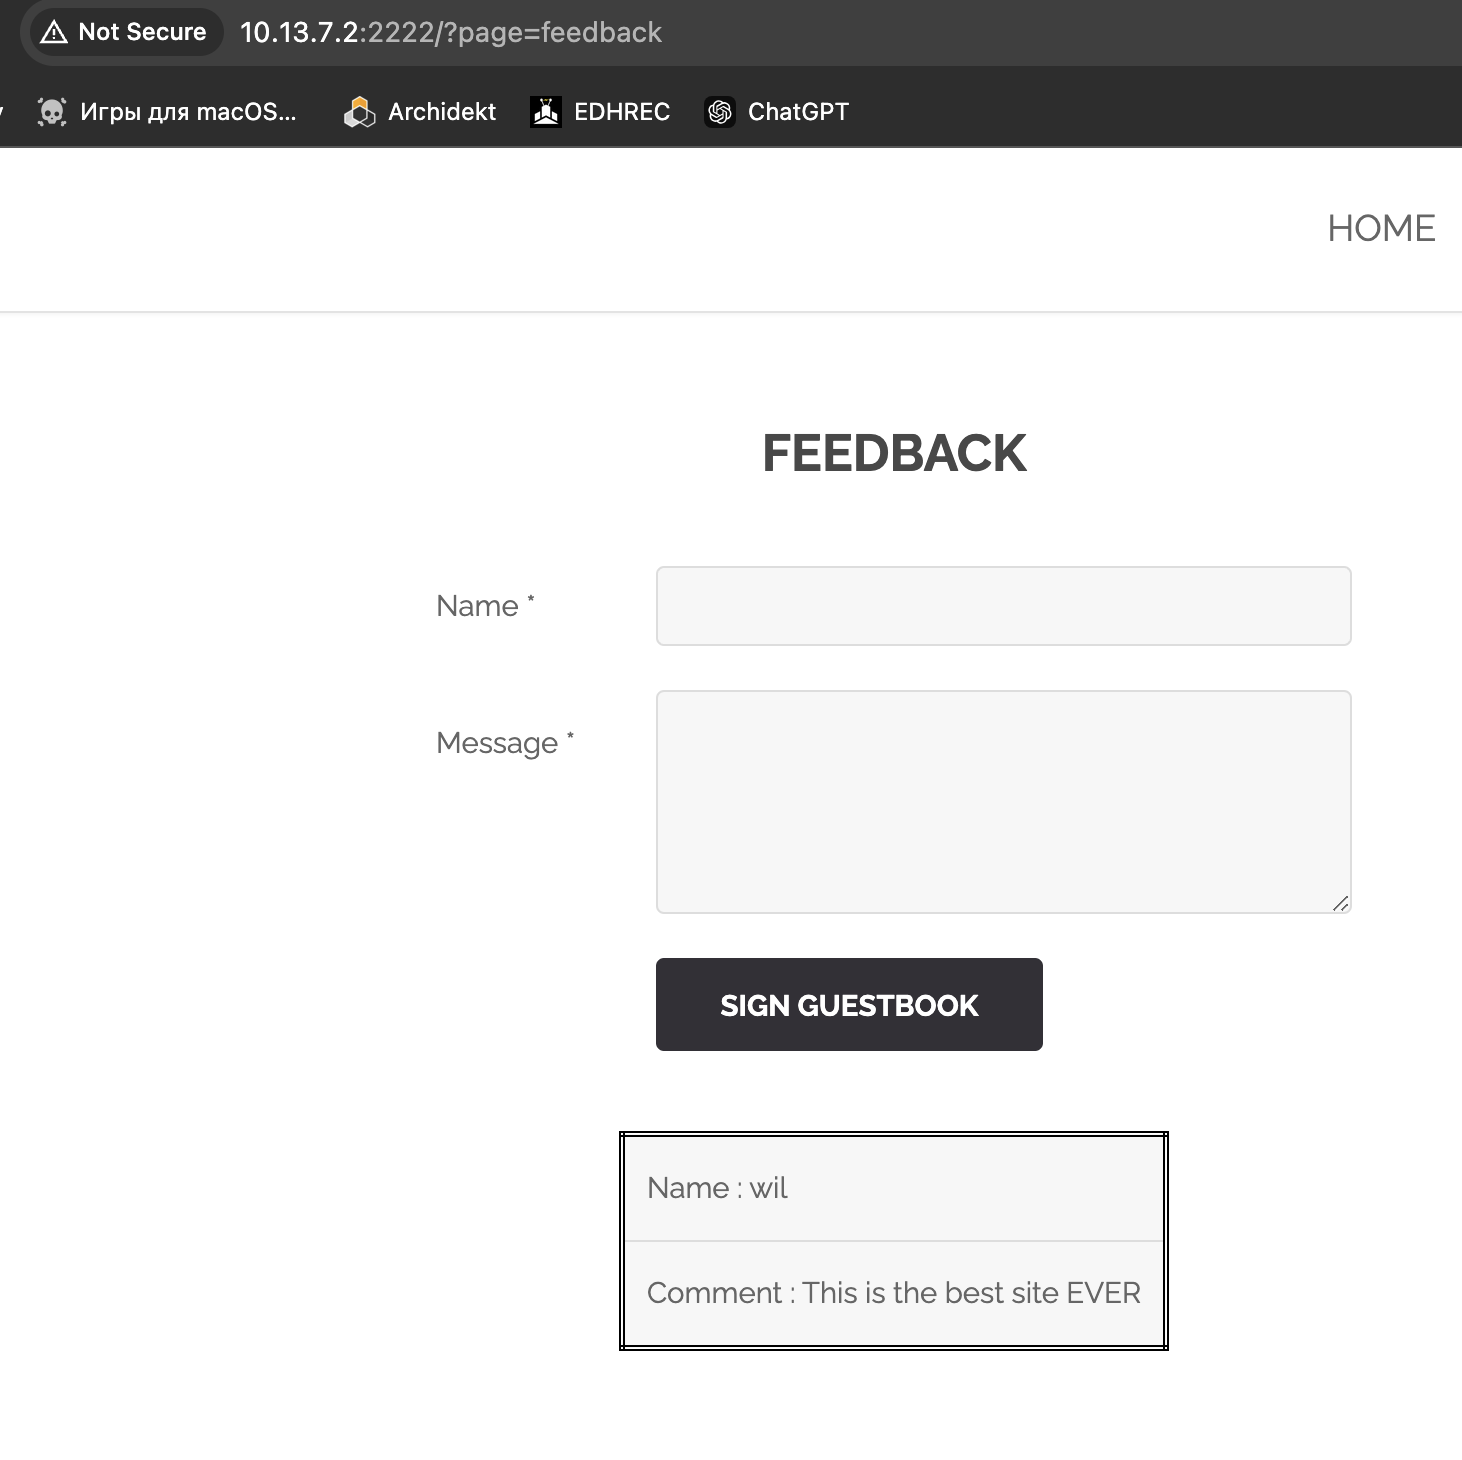 Not Secure 10.13.7.2:2222/?page=feedback
Игры для macOS... Archidekt EDHREC ChatGPT
HOME
FEEDBACK
Name *
Message *
SIGN GUESTBOOK
Name : wil
Comment : This is the best site EVER